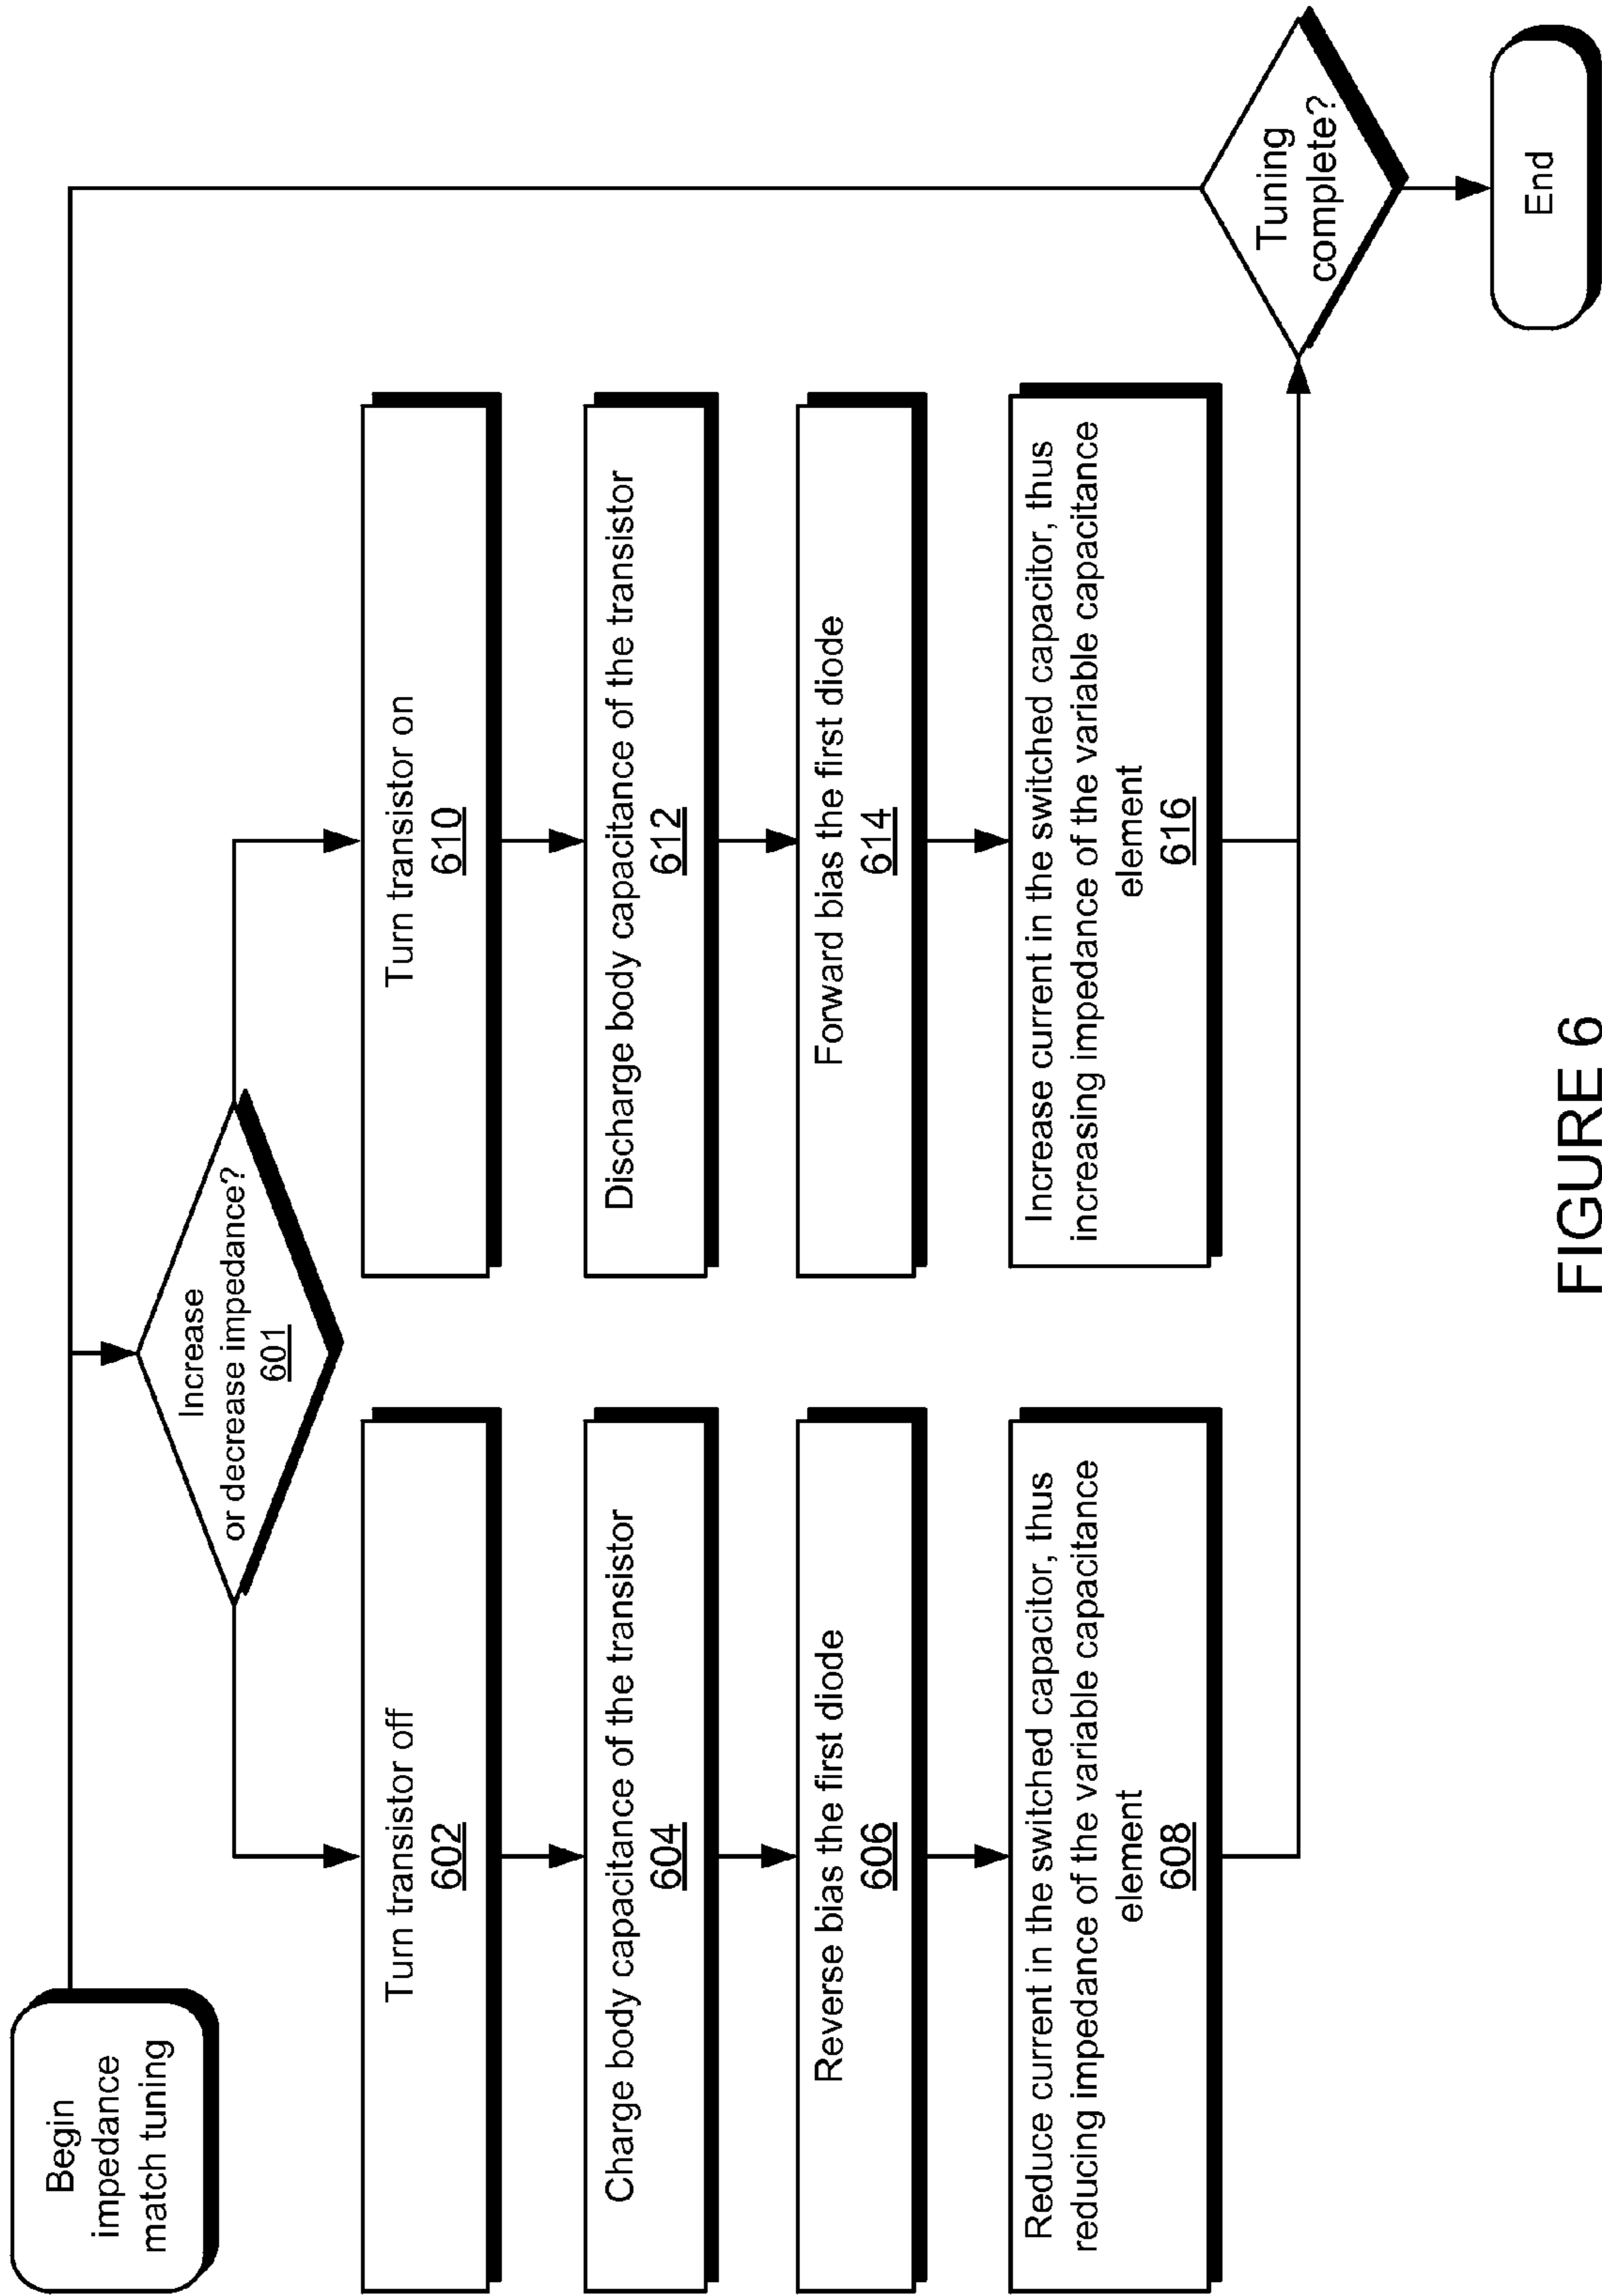 Begin
impedance
match tuning
Increase
or decrease impedance?
601
Turn transistor off
602
Charge body capacitance of the transistor
604
Reverse bias the first diode
606
Reduce current in the switched capacitor, thus
reducing impedance of the variable capacitance
element
608
Turn transistor on
610
Discharge body capacitance of the transistor
612
Forward bias the first diode
614
Increase current in the switched capacitor, thus
increasing impedance of the variable capacitance
element
616
Tuning
complete?
End
FIGURE 6